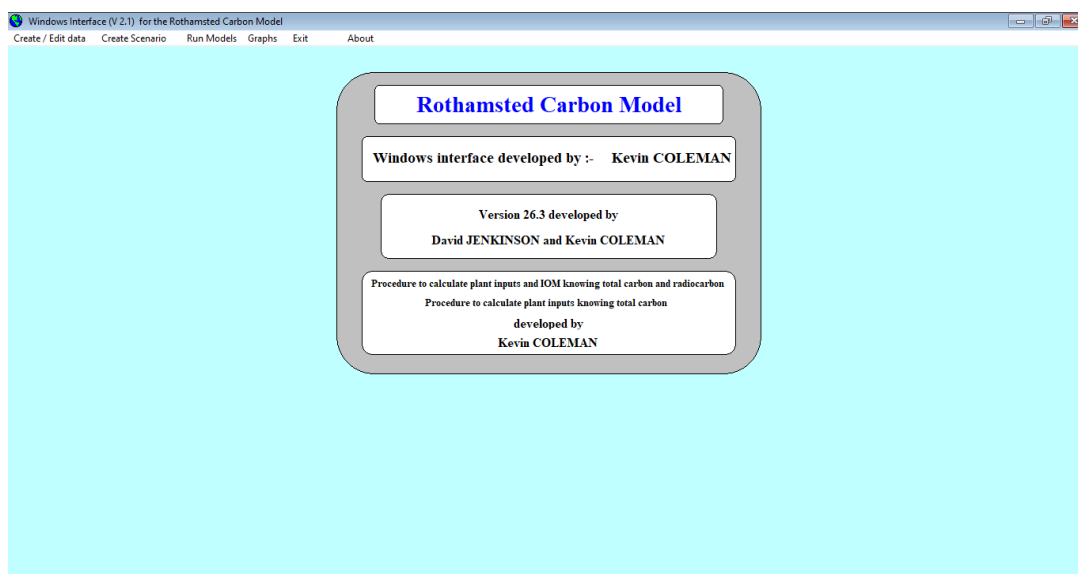 Windows Interface (V 2.1) for the Rothamsted Carbon Model
Create / Edit data Create Scenario Run Models Graphs Exit About
Rothamsted Carbon Model
Windows interface developed by :- Kevin COLEMAN
Version 26.3 developed by
David JENKINSON and Kevin COLEMAN
Procedure to calculate plant inputs and IOM knowing total carbon and radiocarbon
Procedure to calculate plant inputs knowing total carbon
developed by
Kevin COLEMAN